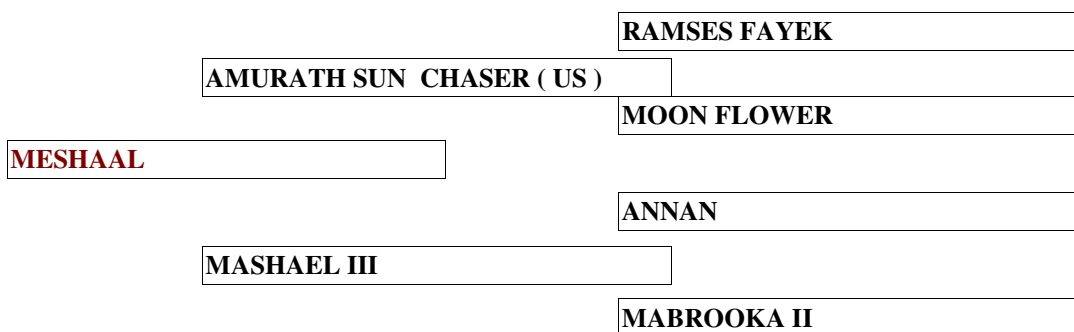 RAMSES FAYEK
AMURATH SUN CHASER ( US )
MOON FLOWER
MESHAAL
ANNAN
MASHAEL III
MABROOKA II